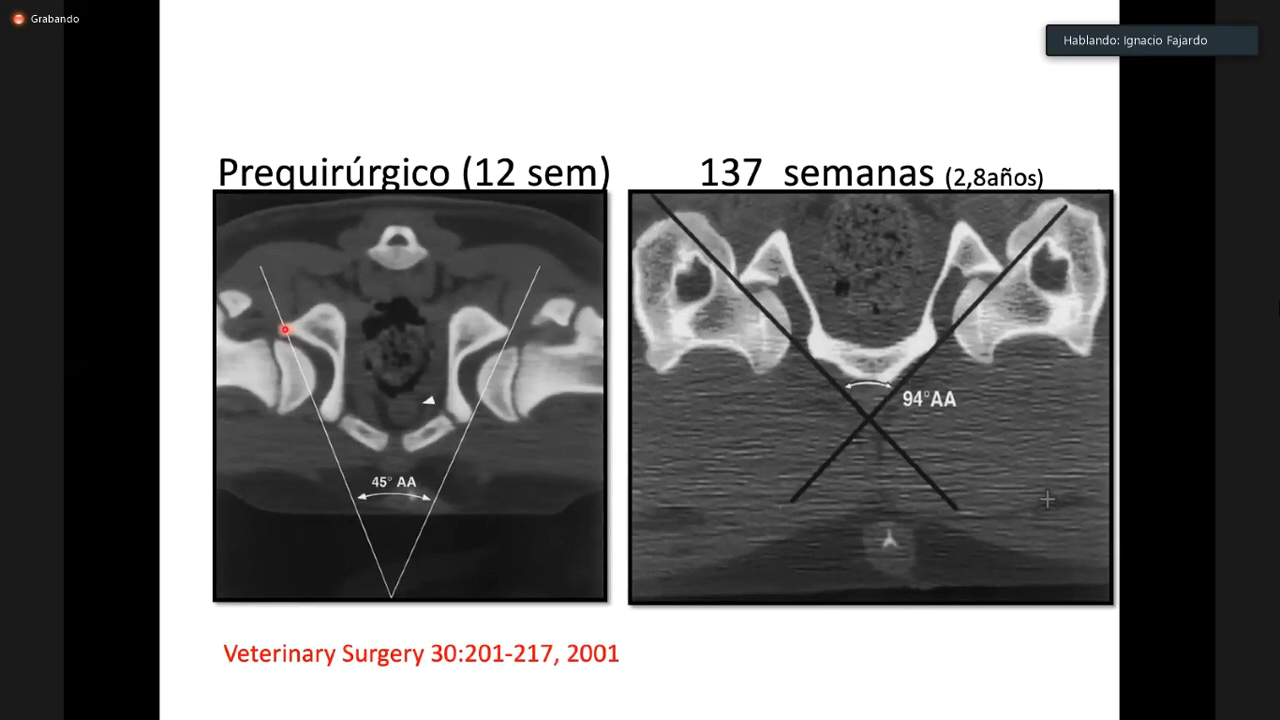 Grabando
Hablando: Ignacio Fajardo
Prequirúrgico (12 sem)
137 semanas (2,8años)
45° AA
94°AA
Veterinary Surgery 30:201-217, 2001